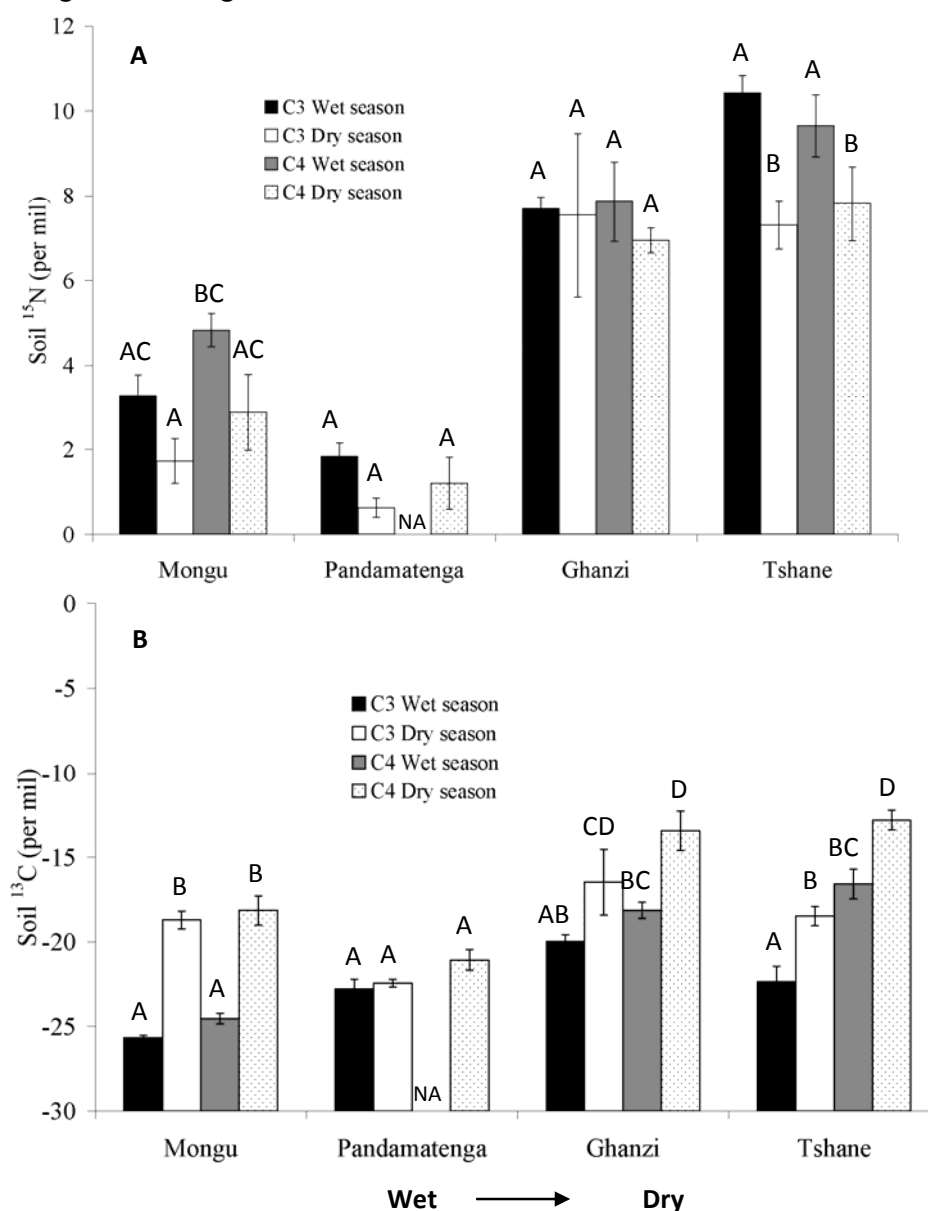 12
10
8
6
4
2
0
Soil ¹⁵N (per mil)
A
C3 Wet season
C3 Dry season
C4 Wet season
C4 Dry season
AC
A
BC
AC
A
A
NA
A
A
A
A
A
A
B
A
B
Mongu Pandamatenga Ghanzi Tshane
0
-5
-10
-15
-20
-25
-30
Soil ¹³C (per mil)
B
C3 Wet season
C3 Dry season
C4 Wet season
C4 Dry season
A
B
A
B
A
A
NA
A
AB
CD
BC
D
A
B
BC
D
Mongu Pandamatenga Ghanzi Tshane
Wet → Dry